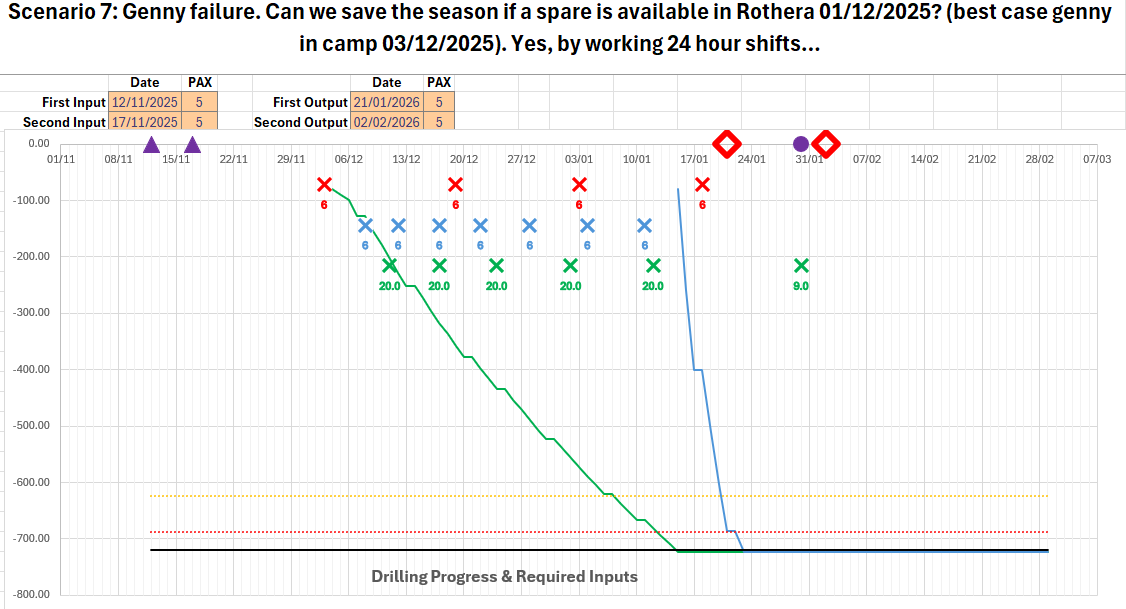 Scenario 7: Genny failure. Can we save the season if a spare is available in Rothera 01/12/2025? (best case genny
in camp 03/12/2025). Yes, by working 24 hour shifts...
Date PAX Date PAX
First Input 12/11/2025 5 First Output 21/01/2026 5
Second Input 17/11/2025 5 Second Output 02/02/2026 5
0.00
01/11 08/11 15/11 22/11 29/11 06/12 13/12 20/12 27/12 03/01 10/01 17/01 24/01 31/01 07/02 14/02 21/02 28/02 07/03
-100.00
6 6 6 6
6 6 6 6 6 6 6
-200.00
20.0 20.0 20.0 20.0 20.0 9.0
-300.00
-400.00
-500.00
-600.00
-700.00
Drilling Progress & Required Inputs
-800.00